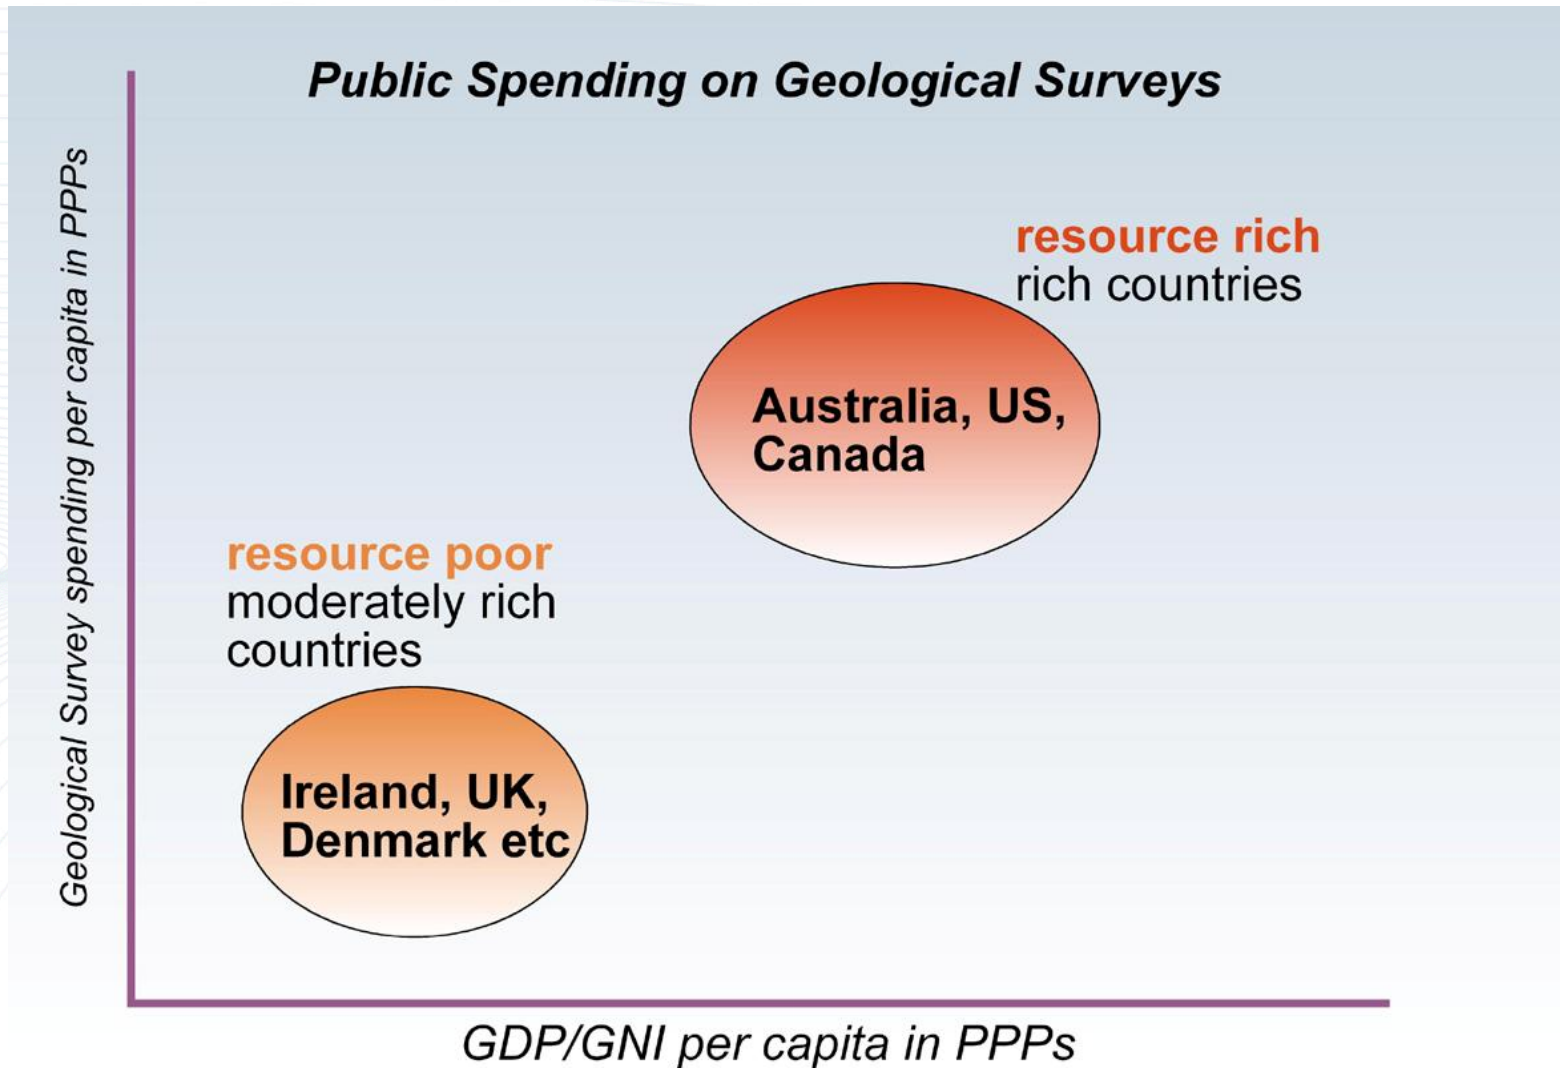 Public Spending on Geological Surveys
Geological Survey spending per capita in PPPs
resource rich
rich countries
Australia, US,
Canada
resource poor
moderately rich
countries
Ireland, UK,
Denmark etc
GDP/GNI per capita in PPPs